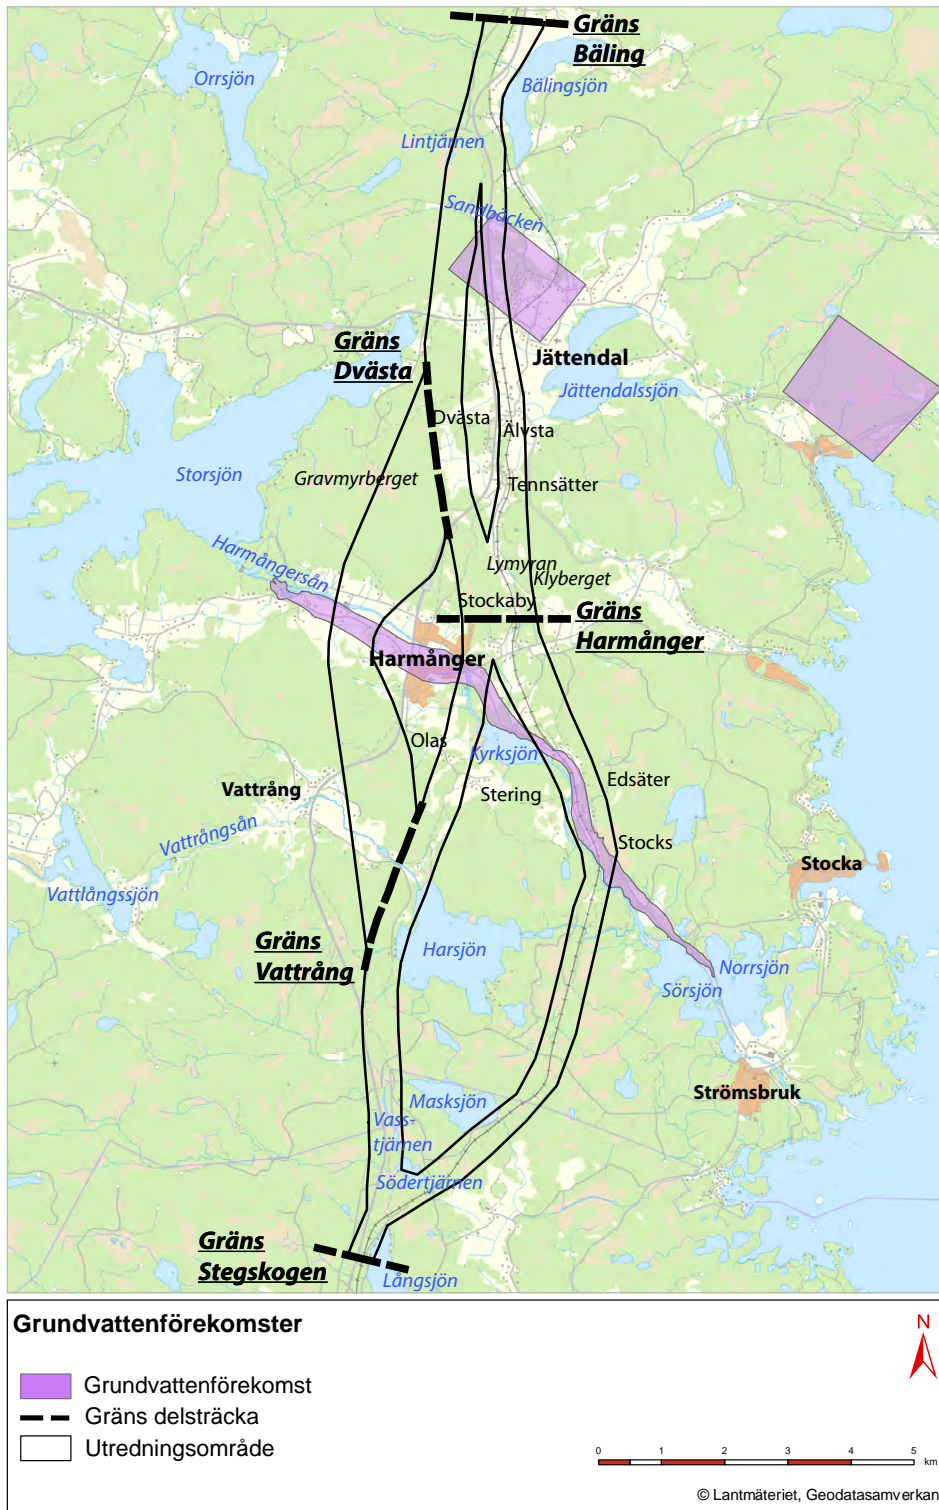 Gräns
Bäling
Orrsjön
Bälingsjön
Lintjärnen
Sandbäcken
Gräns
Dvästa
Jättendal
Jättendalssjön
Dvästa
Älvsta
Storsjön
Gravmyrberget
Tennsätter
Harmångersån
Lymyran
Klyberget
Stockaby
Gräns
Harmånger
Harmånger
Olas
Kyrksjön
Vattrång
Stering
Edsäter
Vattrångsån
Stocks
Stocka
Vattlångssjön
Gräns
Vattrång
Harsjön
Norrsjön
Sörsjön
Masksjön
Strömsbruk
Vass-
tjärnen
Södertjärnen
Gräns
Stegskogen
Långsjön
Grundvattenförekomster
N
Grundvattenförekomst
Gräns delsträcka
Utredningsområde
0 1 2 3 4 5
km
© Lantmäteriet, Geodatasamverkan